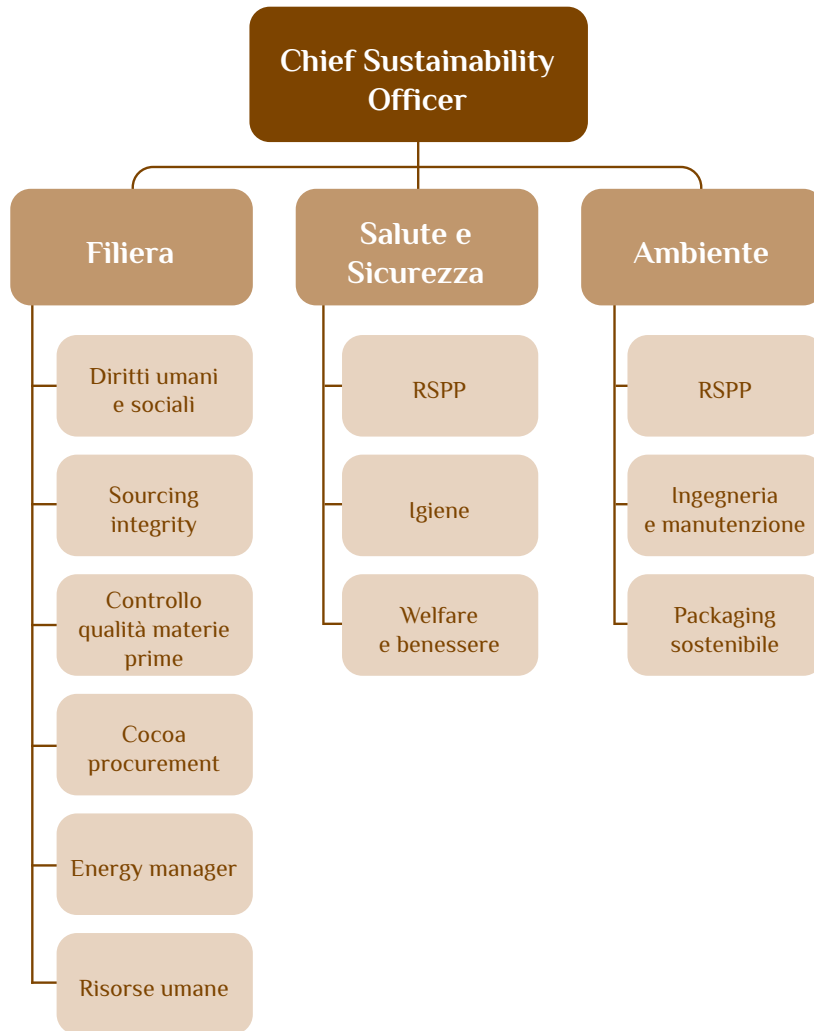 Chief Sustainability
Officer
Filiera
Diritti umani
e sociali
Sourcing
integrity
Controllo
qualità materie
prime
Cocoa
procurement
Energy manager
Risorse umane
Salute e
Sicurezza
RSPP
Igiene
Welfare
e benessere
Ambiente
RSPP
Ingegneria
e manutenzione
Packaging
sostenibile